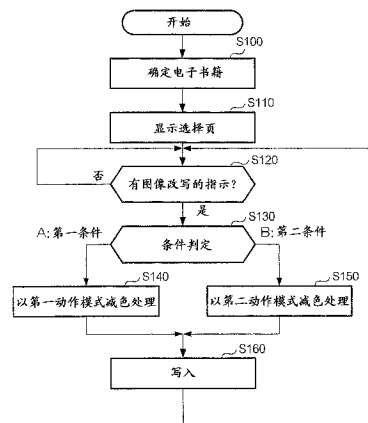 开始
S100
确定电子书籍
S110
显示选择页
S120
否
有图像改写的指示?
是
S130
A:第一条件
条件判定
B:第二条件
S140
以第一动作模式减色处理
S150
以第二动作模式减色处理
S160
写入